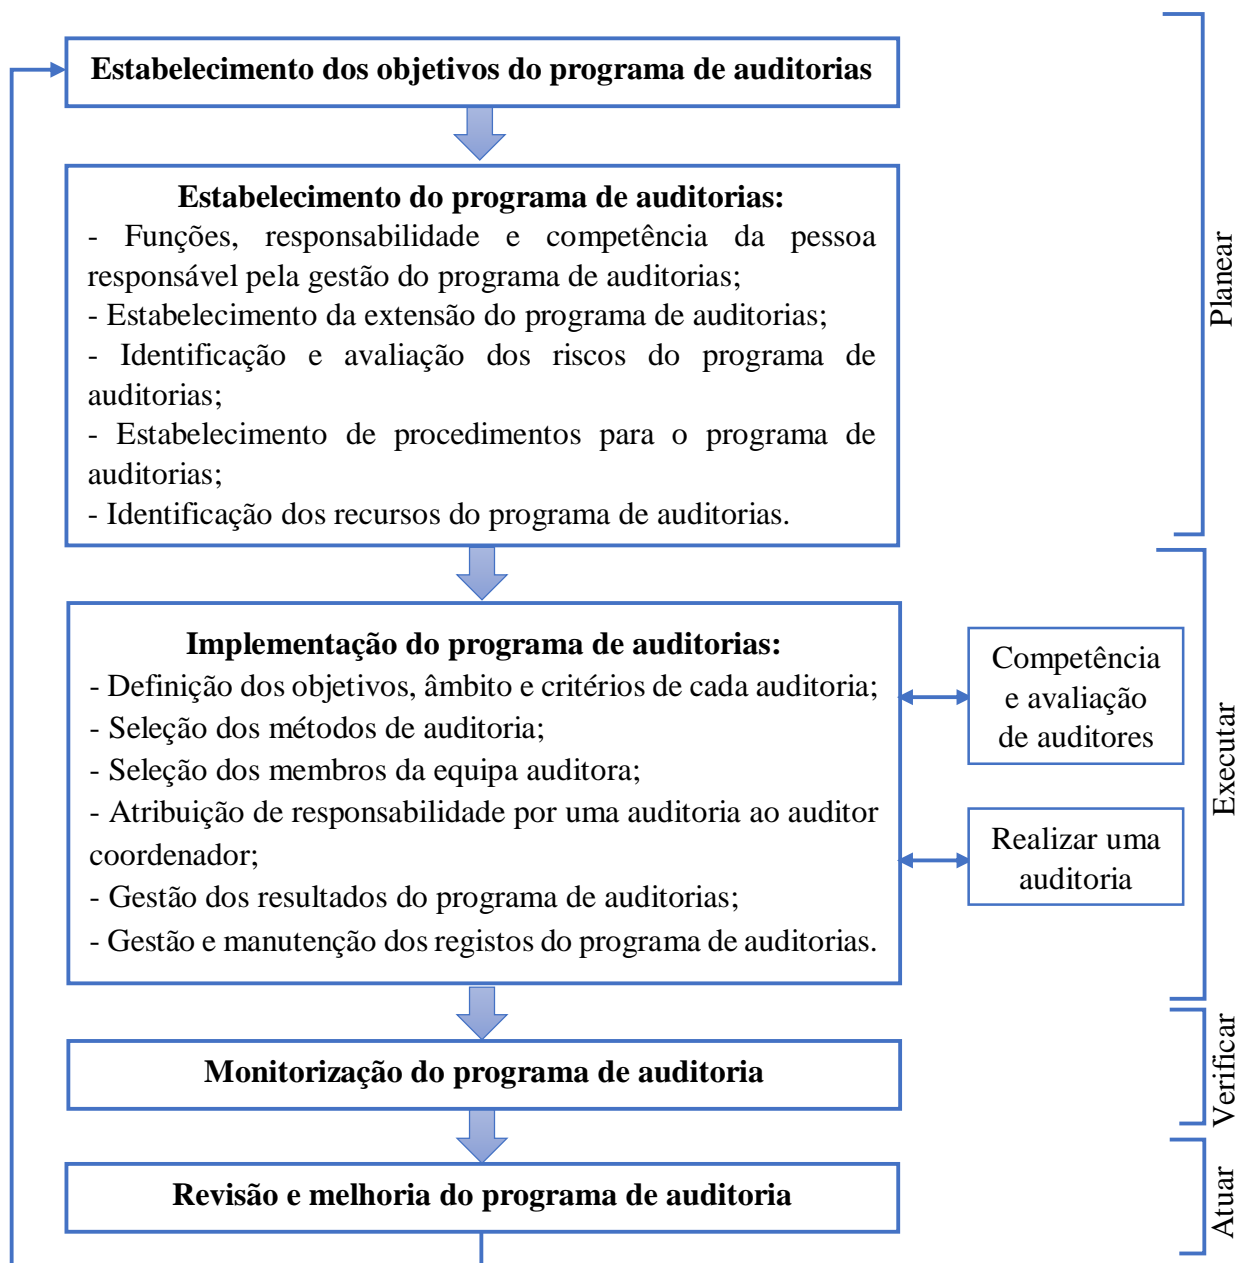 Estabelecimento dos objetivos do programa de auditorias
Estabelecimento do programa de auditorias:
- Funções, responsabilidade e competência da pessoa
responsável pela gestão do programa de auditorias;
- Estabelecimento da extensão do programa de auditorias;
- Identificação e avaliação dos riscos do programa de
auditorias;
- Estabelecimento de procedimentos para o programa de
auditorias;
- Identificação dos recursos do programa de auditorias.
Planear
Implementação do programa de auditorias:
- Definição dos objetivos, âmbito e critérios de cada auditoria;
- Seleção dos métodos de auditoria;
- Seleção dos membros da equipa auditora;
- Atribuição de responsabilidade por uma auditoria ao auditor
coordenador;
- Gestão dos resultados do programa de auditorias;
- Gestão e manutenção dos registos do programa de auditorias.
Competência
e avaliação
de auditores
Realizar uma
auditoria
Executar
Monitorização do programa de auditoria
Verificar
Revisão e melhoria do programa de auditoria
Atuar